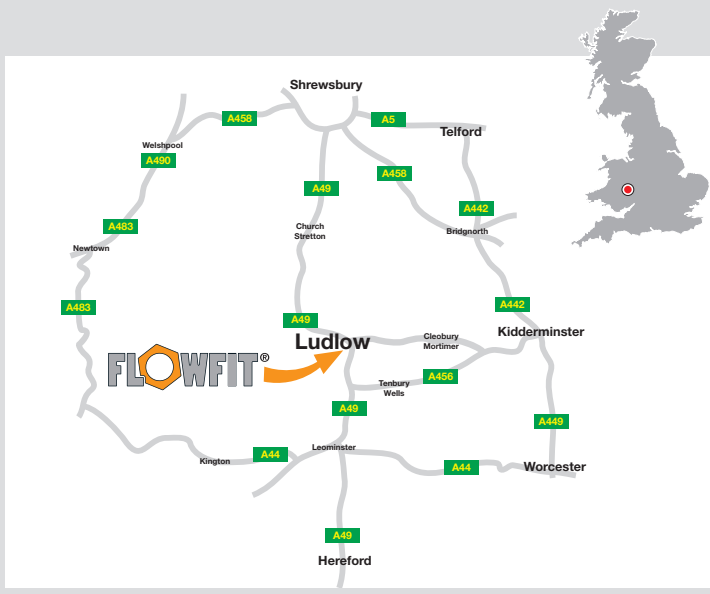 Shrewsbury
A458
A5
Telford
Welshpool
A490
A458
A49
A442
Church
Stretton
Bridgnorth
A483
Newtown
A483
A442
A49
Ludlow
Kidderminster
Cleobury
Mortimer
FLOWFIT®
A456
Tenbury
Wells
A49
A449
Leominster
Kington
A44
A44
Worcester
A49
Hereford